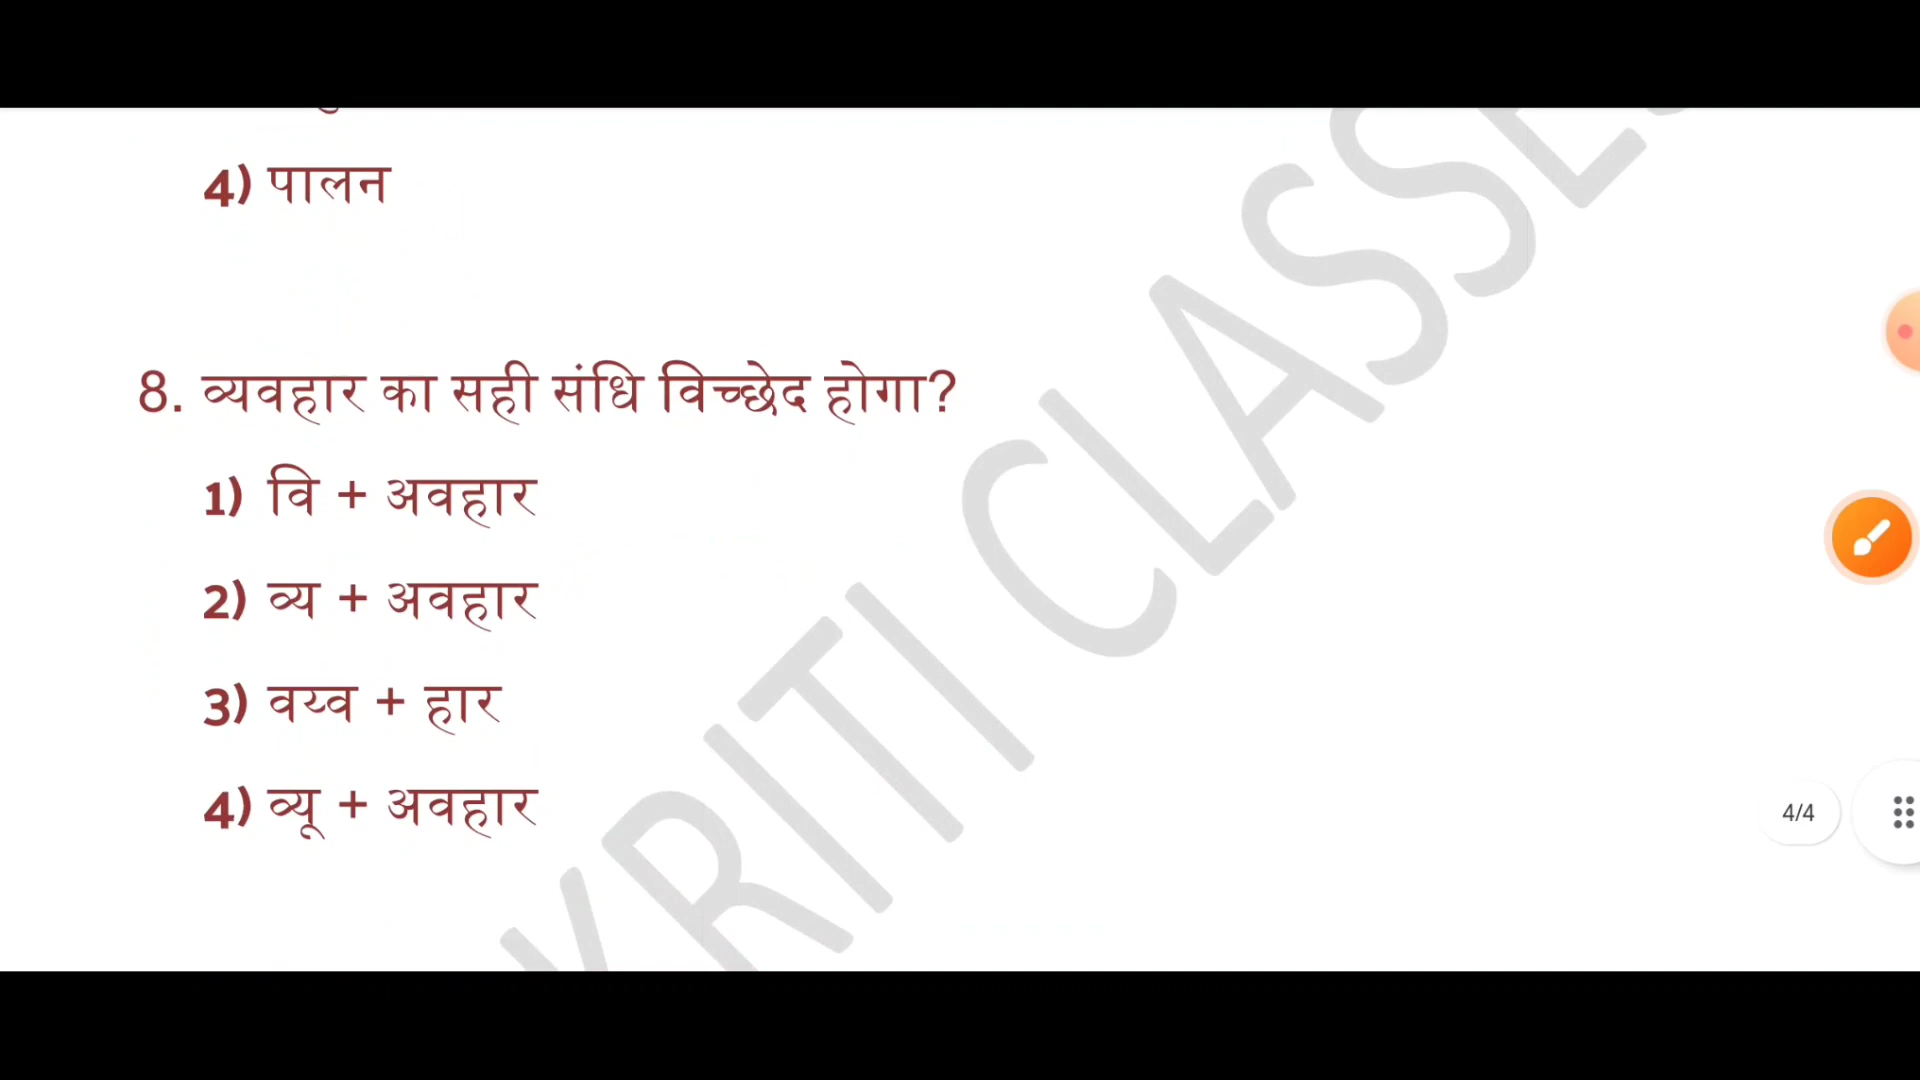 4) पालन
8. व्यवहार का सही संधि विच्छेद होगा?
1) वि + अवहार
2) व्य + अवहार
3) वय्व + हार
4) व्यू + अवहार
KRITI CLASSES
4/4